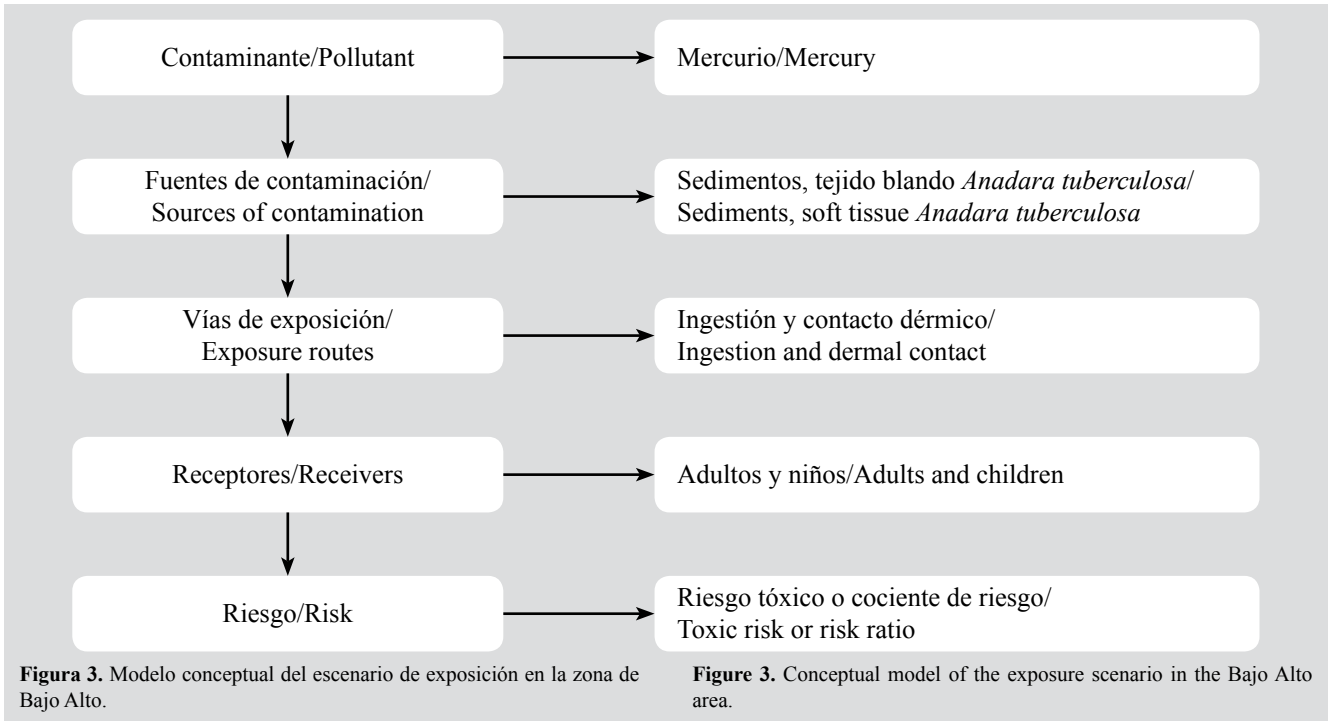 Contaminante/Pollutant
Mercurio/Mercury
Fuentes de contaminación/
Sources of contamination
Sedimentos, tejido blando Anadara tuberculosa/
Sediments, soft tissue Anadara tuberculosa
Vías de exposición/
Exposure routes
Ingestión y contacto dérmico/
Ingestion and dermal contact
Receptores/Receivers
Adultos y niños/Adults and children
Riesgo/Risk
Riesgo tóxico o cociente de riesgo/
Toxic risk or risk ratio
Figura 3. Modelo conceptual del escenario de exposición en la zona de
Bajo Alto.
Figure 3. Conceptual model of the exposure scenario in the Bajo Alto
area.